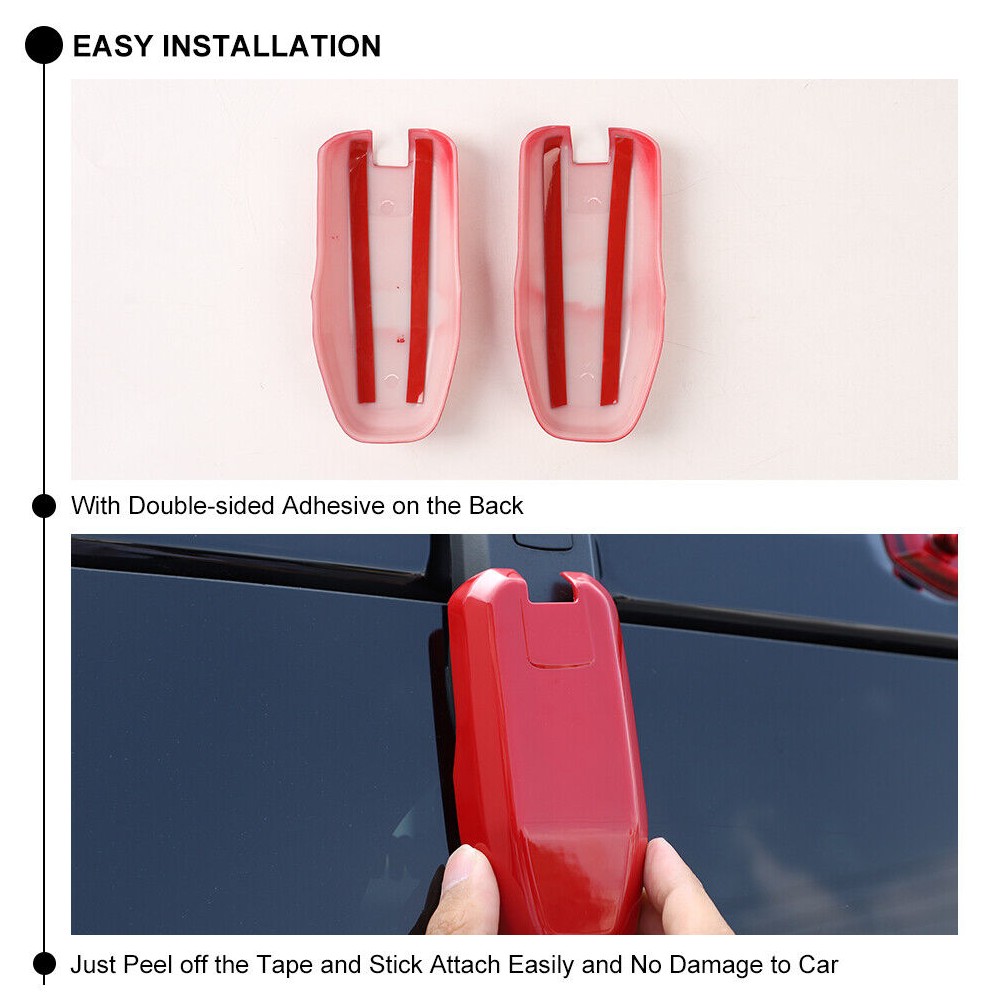 EASY INSTALLATION
With Double-sided Adhesive on the Back
Just Peel off the Tape and Stick Attach Easily and No Damage to Car